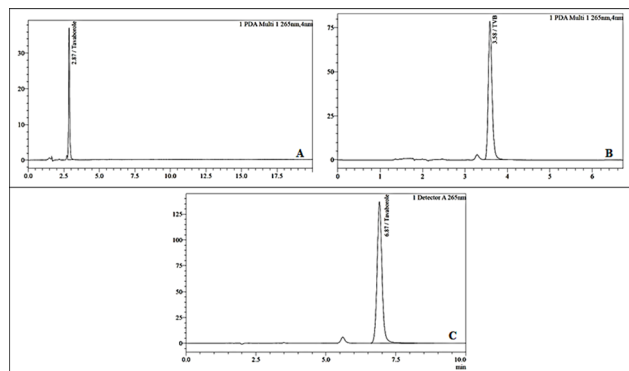 1 PDA Multi 1 265nm,4nm
2.87 / Tavaborole
30
20
10
0
A
0.0 2.5 5.0 7.5 10.0 12.5 15.0 17.5
1 PDA Multi 1 265nm,4nm
3.58 / TVB
75
50
25
0
B
0 1 2 3 4 5 6
1 Detector A 265nm
6.87 / Tavaborole
125
100
75
50
25
0
C
0.0 2.5 5.0 7.5 10.0
min